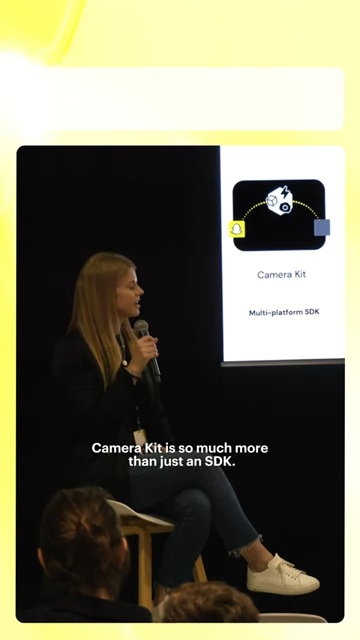 Camera Kit
Multi-platform SDK
Camera Kit is so much more
than just an SDK.